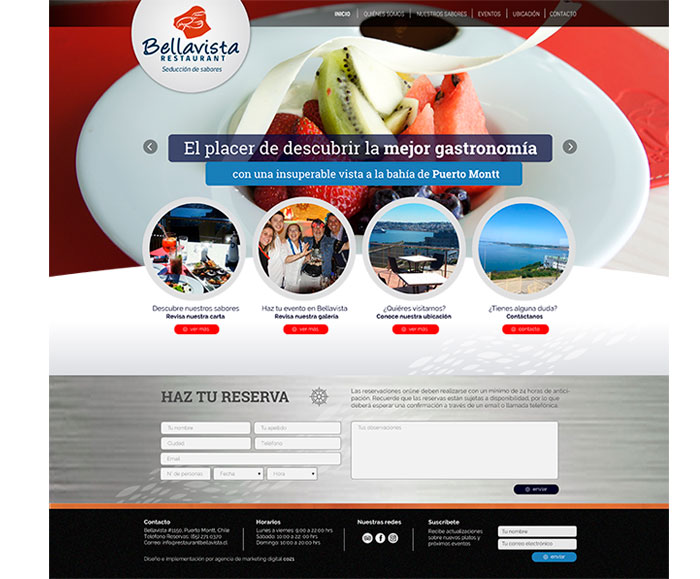 Bellavista
RESTAURANT
Seducción de sabores
INICIO
QUIÉNES SOMOS
NUESTROS SABORES
EVENTOS
UBICACIÓN
CONTACTO
El placer de descubrir la mejor gastronomía
con una insuperable vista a la bahía de Puerto Montt
Descubre nuestros sabores
Revisa nuestra carta
ver más
Haz tu evento en Bellavista
Revisa nuestra galería
ver más
¿Quiéres visitarnos?
Conoce nuestra ubicación
ver más
¿Tienes alguna duda?
Contáctanos
contacto
HAZ TU RESERVA
Las reservaciones online deben realizarse con un mínimo de 24 horas de antici-
pación. Recuerde que las reservas están sujetas a disponibilidad, por lo que
deberá esperar una confirmación a través de un email o llamada telefónica.
Tu nombre
Tu apellido
Ciudad
Teléfono
Email
N° de personas
Fecha
Hora
Tus observaciones
enviar
Contacto
Bellavista #1155, Puerto Montt, Chile
Teléfono Reservas: (65) 271 0370
Correo: info@restaurantbellavista.cl
Horarios
Lunes a viernes: 9:00 a 22:00 hrs
Sábado: 10:00 a 22:00 hrs
Domingo: 10:00 a 20:00 hrs
Nuestras redes
Suscríbete
Recibe actualizaciones
sobre nuevos platos y
próximos eventos
Tu nombre
Tu correo electrónico
enviar
Diseño e implementación por agencia de marketing digital